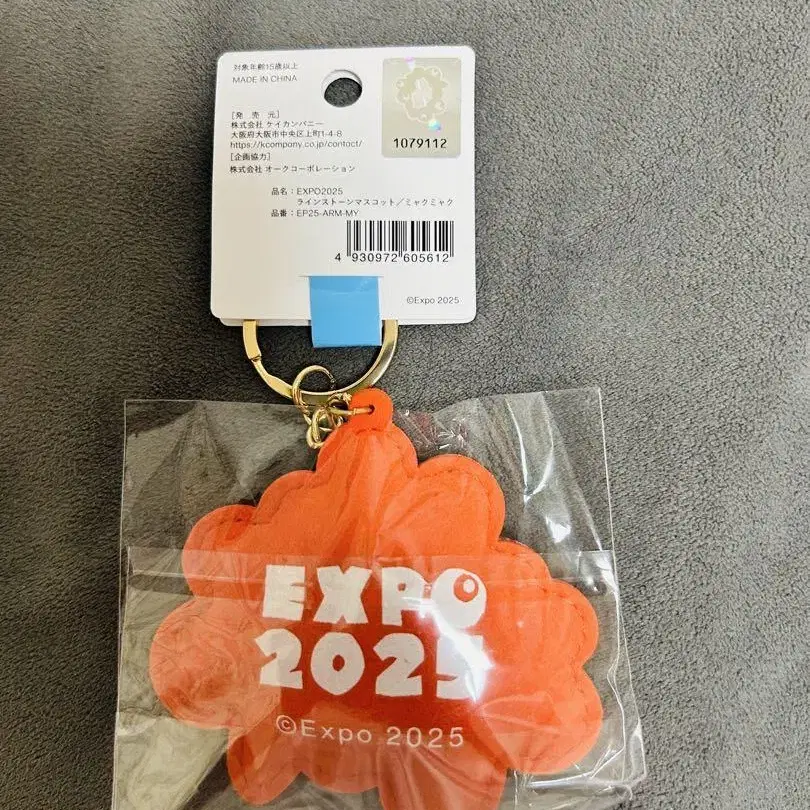 対象年齢15歳以上
MADE IN CHINA
[発 売 元]
株式会社 ケイカンパニー
大阪府大阪市中央区上町1-4-8
https://kcompony.co.jp/contact/
[企画協力]
株式会社 オークコーポレーション
1079112
品名:EXPO2025
ラインストーンマスコット/ミャクミャク
品番:EP25-ARM-MY
4 930972 605612
©Expo 2025
EXPO
2025
©Expo 2025